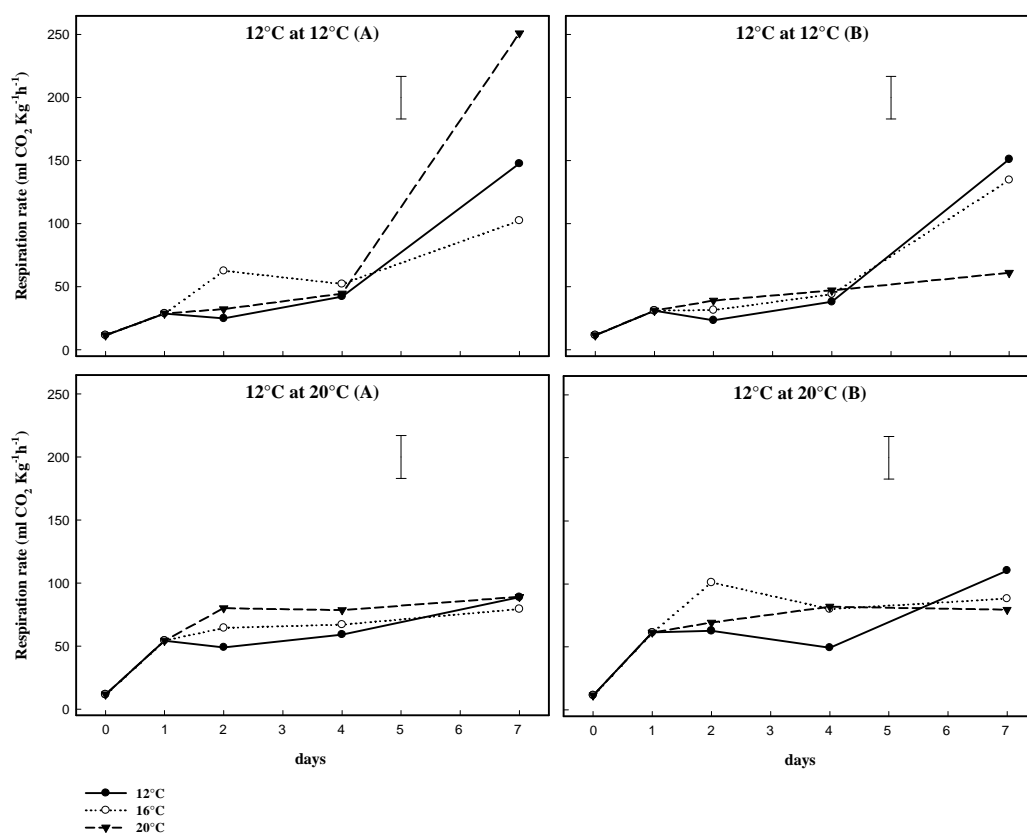 12°C at 12°C (A)
12°C at 12°C (B)
250
200
150
100
50
0
Respiration rate (ml CO₂ Kg⁻¹h⁻¹)
12°C at 20°C (A)
12°C at 20°C (B)
250
200
150
100
50
0
Respiration rate (ml CO₂ Kg⁻¹h⁻¹)
0 1 2 3 4 5 6 7
0 1 2 3 4 5 6 7
days
days
12°C
16°C
20°C